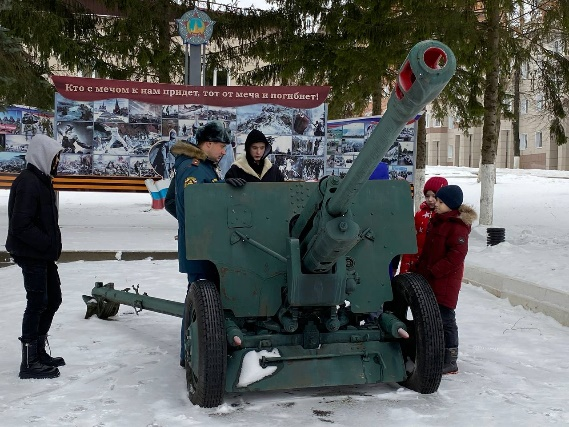 Кто с мечом к нам придет, тот от меча и погибнет!